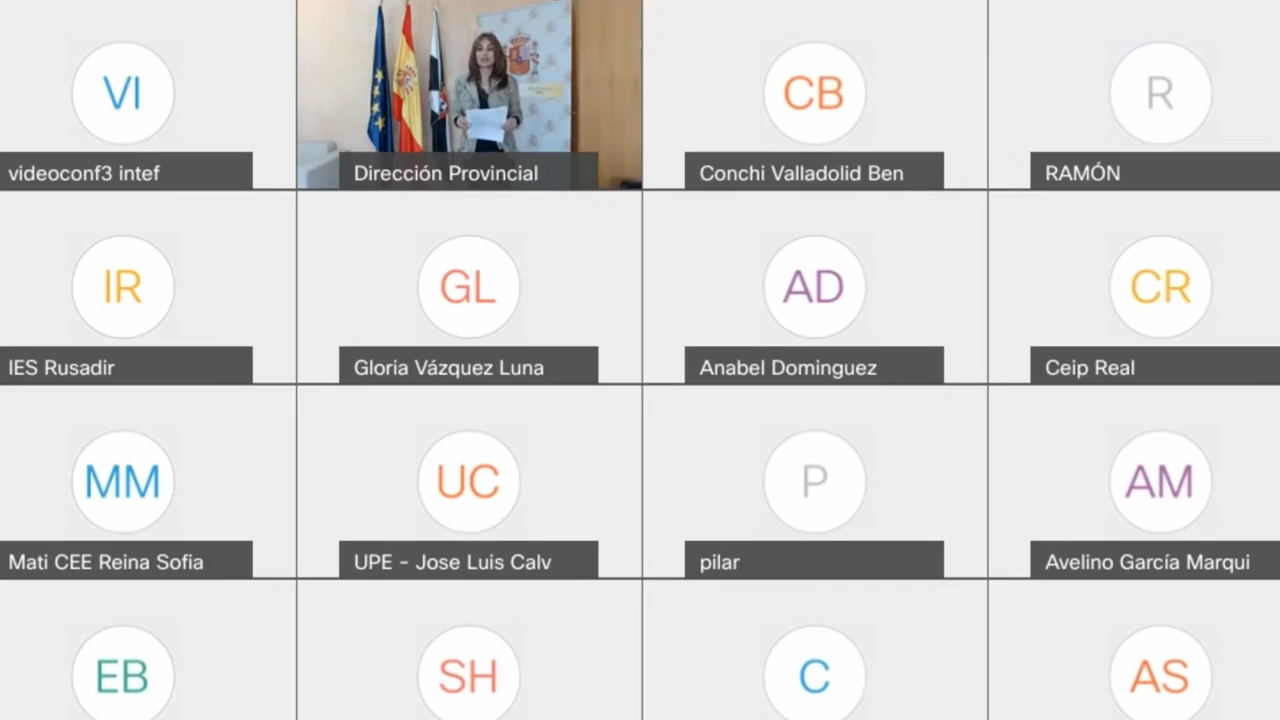 VI
CB
R
videoconf3 intef
Dirección Provincial
Conchi Valladolid Ben
RAMÓN
IR
GL
AD
CR
IES Rusadir
Gloria Vázquez Luna
Anabel Dominguez
Ceip Real
MM
UC
P
AM
Mati CEE Reina Sofia
UPE - Jose Luis Calv
pilar
Avelino García Marqui
EB
SH
C
AS